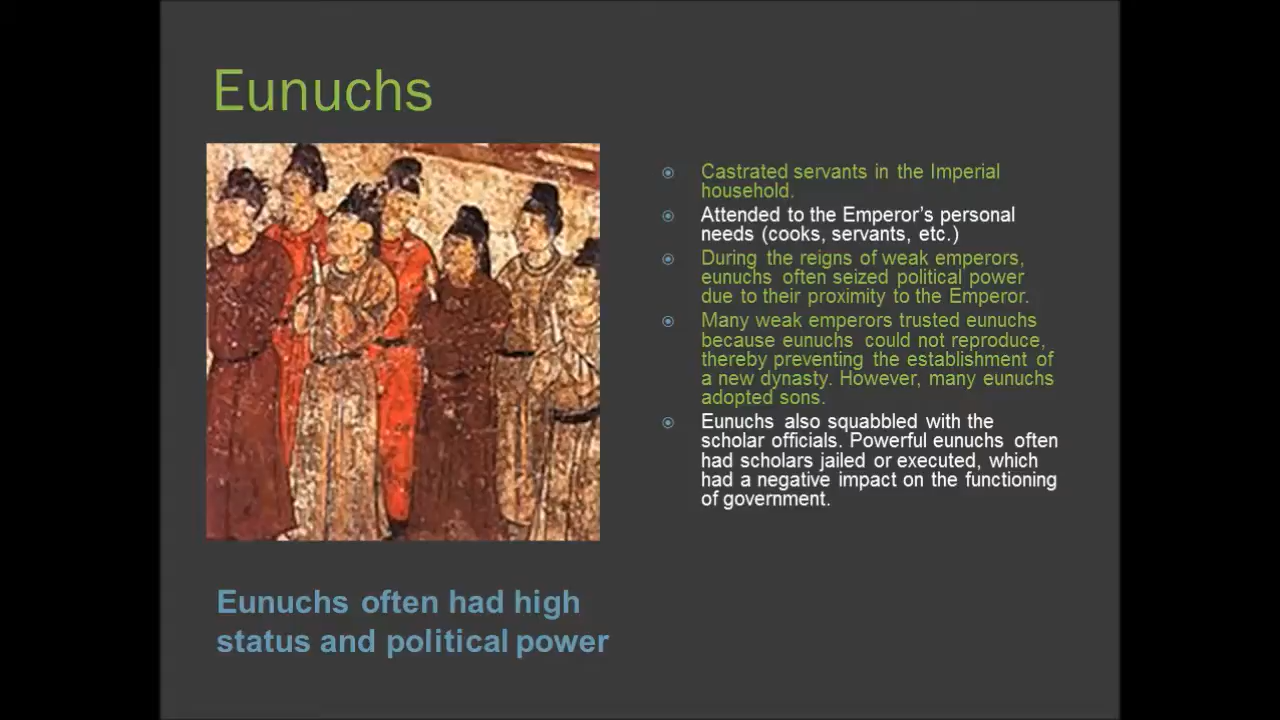 Eunuchs
Castrated servants in the Imperial
household.
Attended to the Emperor's personal
needs (cooks, servants, etc.)
During the reigns of weak emperors,
eunuchs often seized political power
due to their proximity to the Emperor.
Many weak emperors trusted eunuchs
because eunuchs could not reproduce,
thereby preventing the establishment of
a new dynasty. However, many eunuchs
adopted sons.
Eunuchs also squabbled with the
scholar officials. Powerful eunuchs often
had scholars jailed or executed, which
had a negative impact on the functioning
of government.
Eunuchs often had high
status and political power